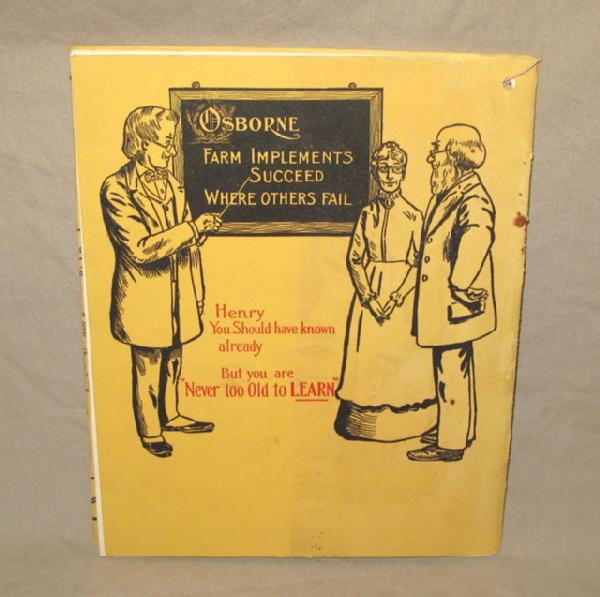 OSBORNE
FARM IMPLEMENTS
SUCCEED
WHERE OTHERS FAIL
Henry
You Should have known
already
But you are
"Never too Old to LEARN"